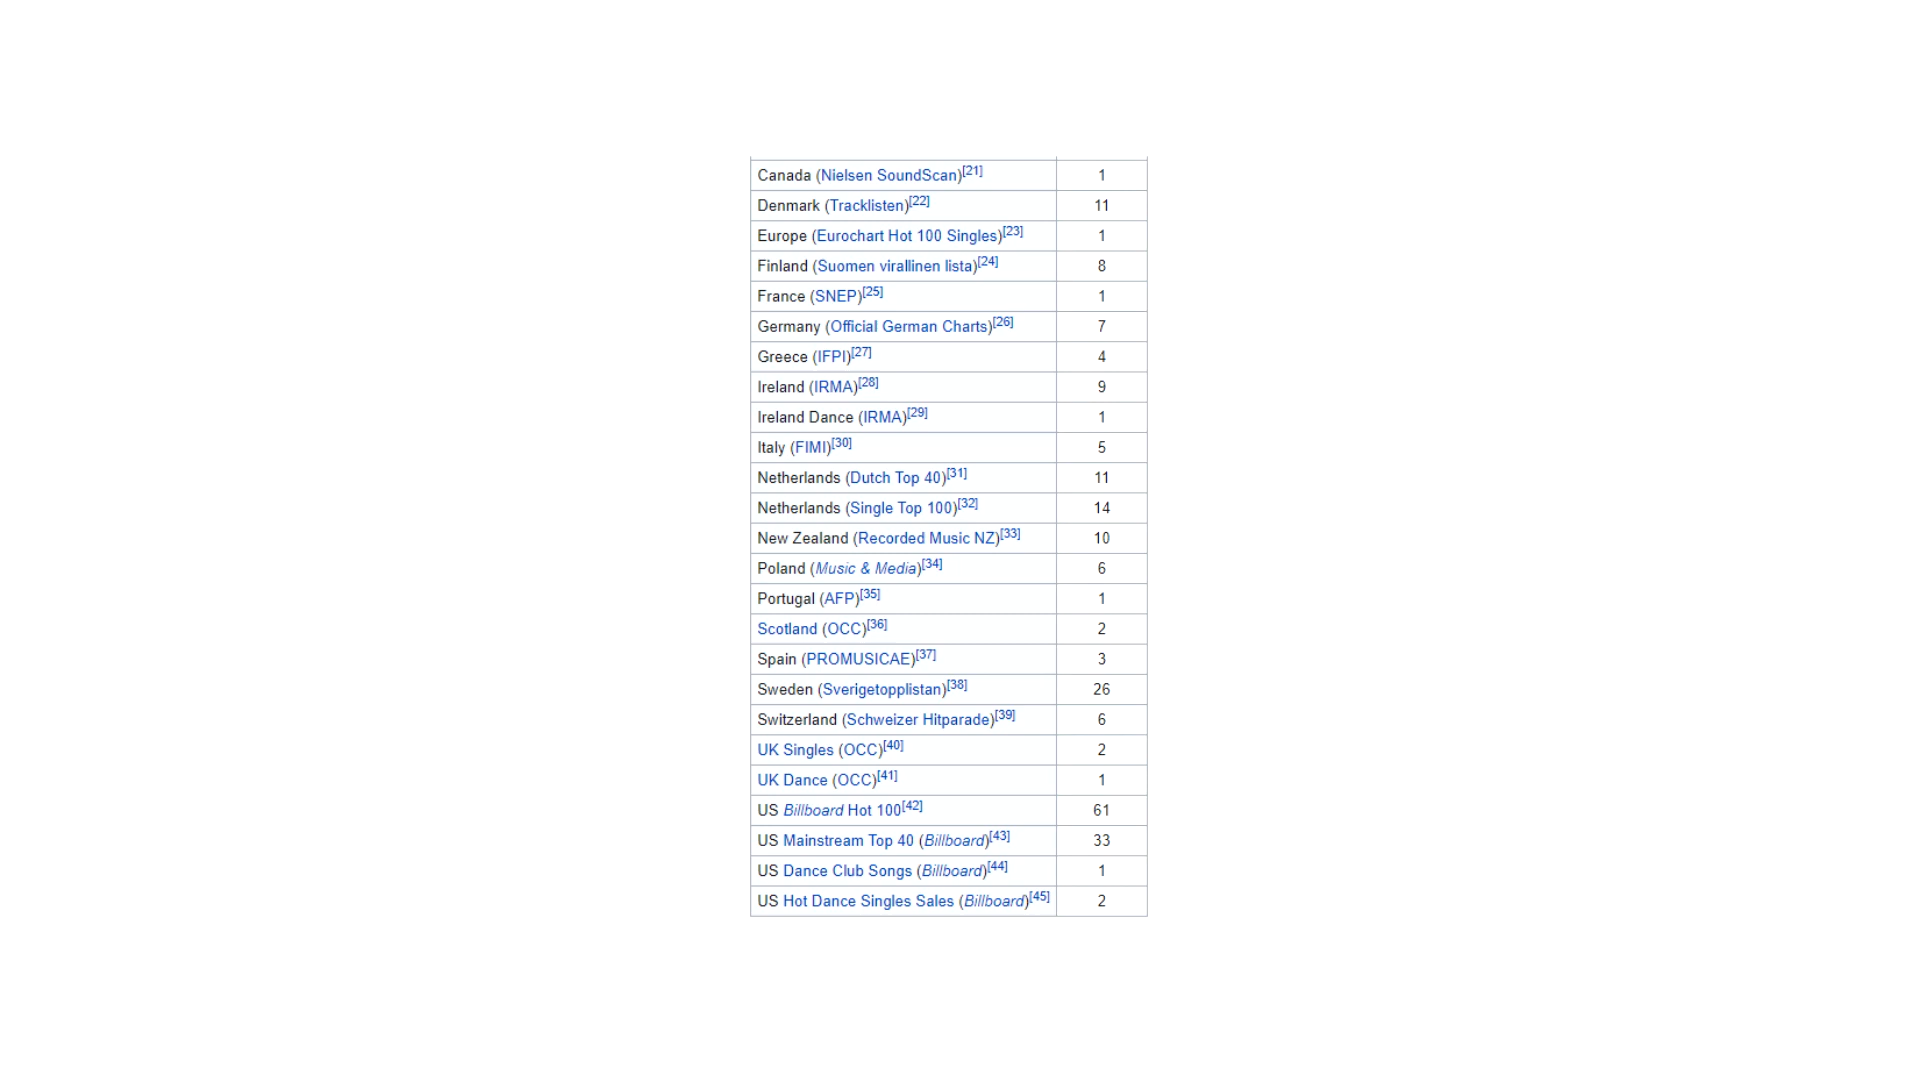 Canada (Nielsen SoundScan)[21] 1
Denmark (Tracklisten)[22] 11
Europe (Eurochart Hot 100 Singles)[23] 1
Finland (Suomen virallinen lista)[24] 8
France (SNEP)[25] 1
Germany (Official German Charts)[26] 7
Greece (IFPI)[27] 4
Ireland (IRMA)[28] 9
Ireland Dance (IRMA)[29] 1
Italy (FIMI)[30] 5
Netherlands (Dutch Top 40)[31] 11
Netherlands (Single Top 100)[32] 14
New Zealand (Recorded Music NZ)[33] 10
Poland (Music & Media)[34] 6
Portugal (AFP)[35] 1
Scotland (OCC)[36] 2
Spain (PROMUSICAE)[37] 3
Sweden (Sverigetopplistan)[38] 26
Switzerland (Schweizer Hitparade)[39] 6
UK Singles (OCC)[40] 2
UK Dance (OCC)[41] 1
US Billboard Hot 100[42] 61
US Mainstream Top 40 (Billboard)[43] 33
US Dance Club Songs (Billboard)[44] 1
US Hot Dance Singles Sales (Billboard)[45] 2